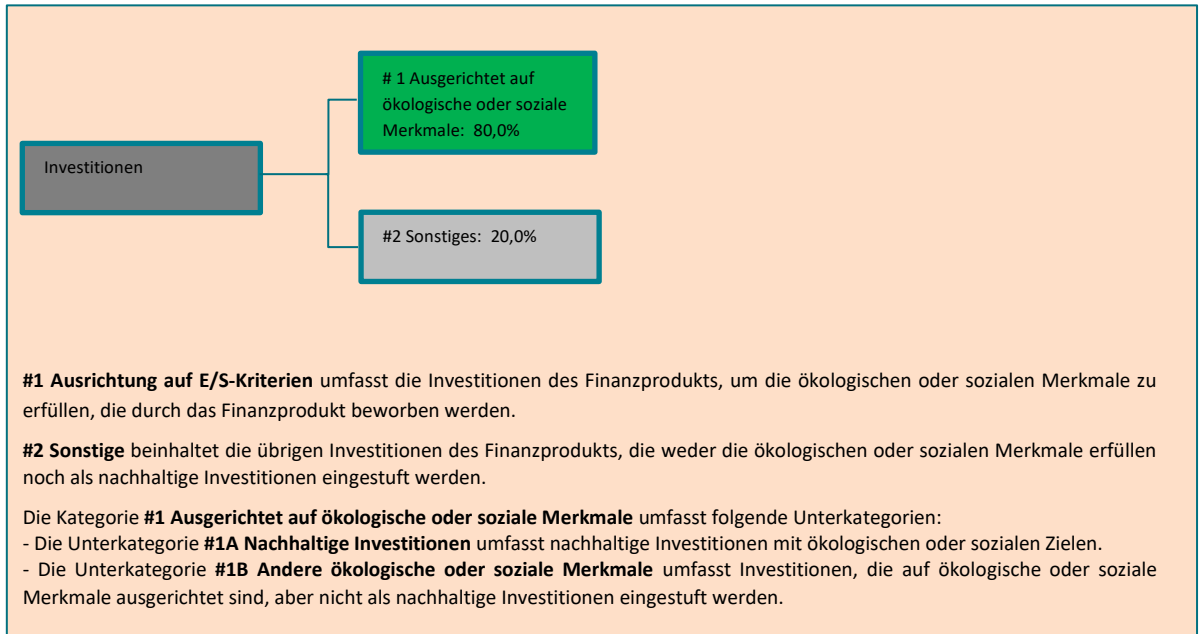 # 1 Ausgerichtet auf
ökologische oder soziale
Merkmale: 80,0%
Investitionen
#2 Sonstiges: 20,0%
#1 Ausrichtung auf E/S-Kriterien umfasst die Investitionen des Finanzprodukts, um die ökologischen oder sozialen Merkmale zu
erfüllen, die durch das Finanzprodukt beworben werden.
#2 Sonstige beinhaltet die übrigen Investitionen des Finanzprodukts, die weder die ökologischen oder sozialen Merkmale erfüllen
noch als nachhaltige Investitionen eingestuft werden.
Die Kategorie #1 Ausgerichtet auf ökologische oder soziale Merkmale umfasst folgende Unterkategorien:
- Die Unterkategorie #1A Nachhaltige Investitionen umfasst nachhaltige Investitionen mit ökologischen oder sozialen Zielen.
- Die Unterkategorie #1B Andere ökologische oder soziale Merkmale umfasst Investitionen, die auf ökologische oder soziale
Merkmale ausgerichtet sind, aber nicht als nachhaltige Investitionen eingestuft werden.